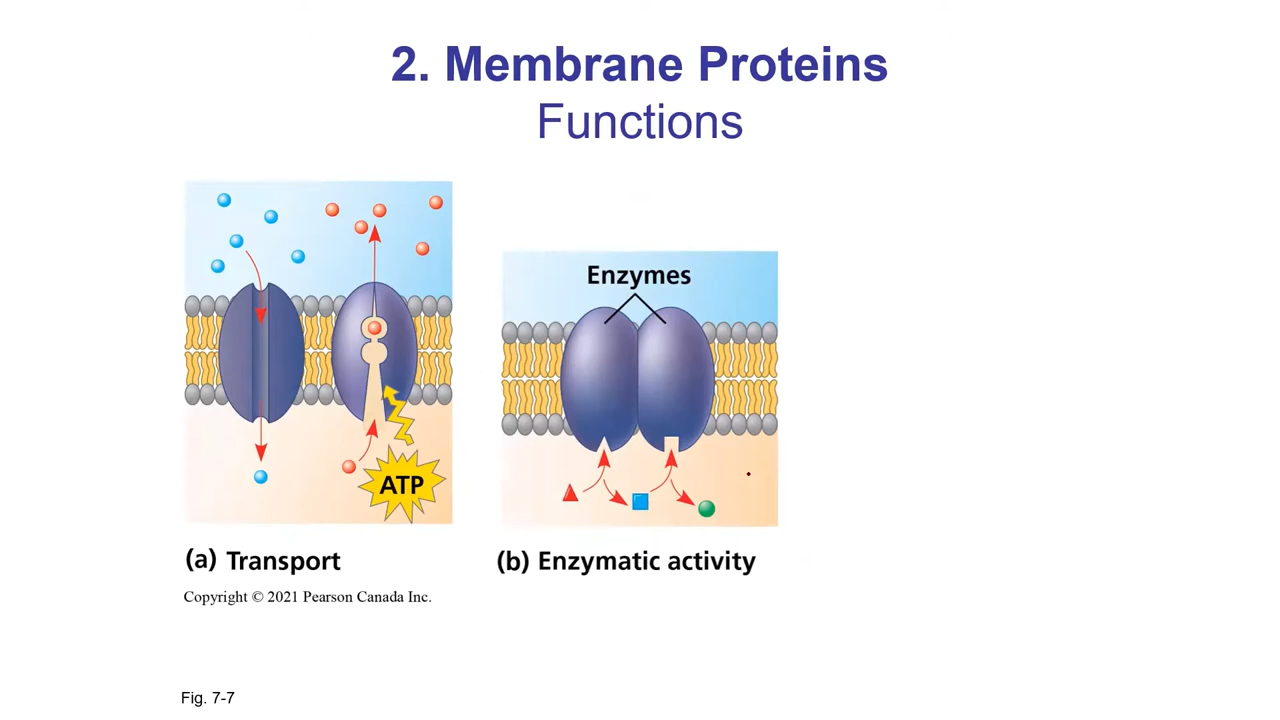 2. Membrane Proteins
Functions
Enzymes
ATP
(a) Transport
(b) Enzymatic activity
Copyright © 2021 Pearson Canada Inc.
Fig. 7-7